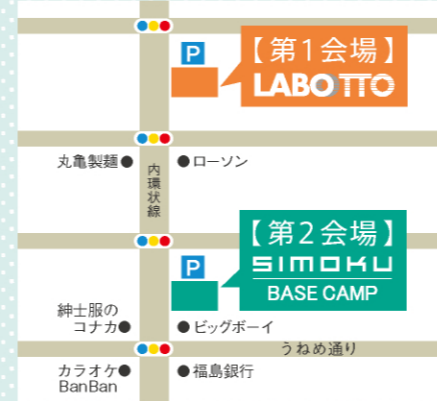 P
【第1会場】
LABOTTO
丸亀製麺●
●ローソン
内環状線
P
【第2会場】
SIMOKU
BASE CAMP
紳士服の
コナカ●
●ビッグボーイ
うねめ通り
カラオケ●
BanBan
●福島銀行